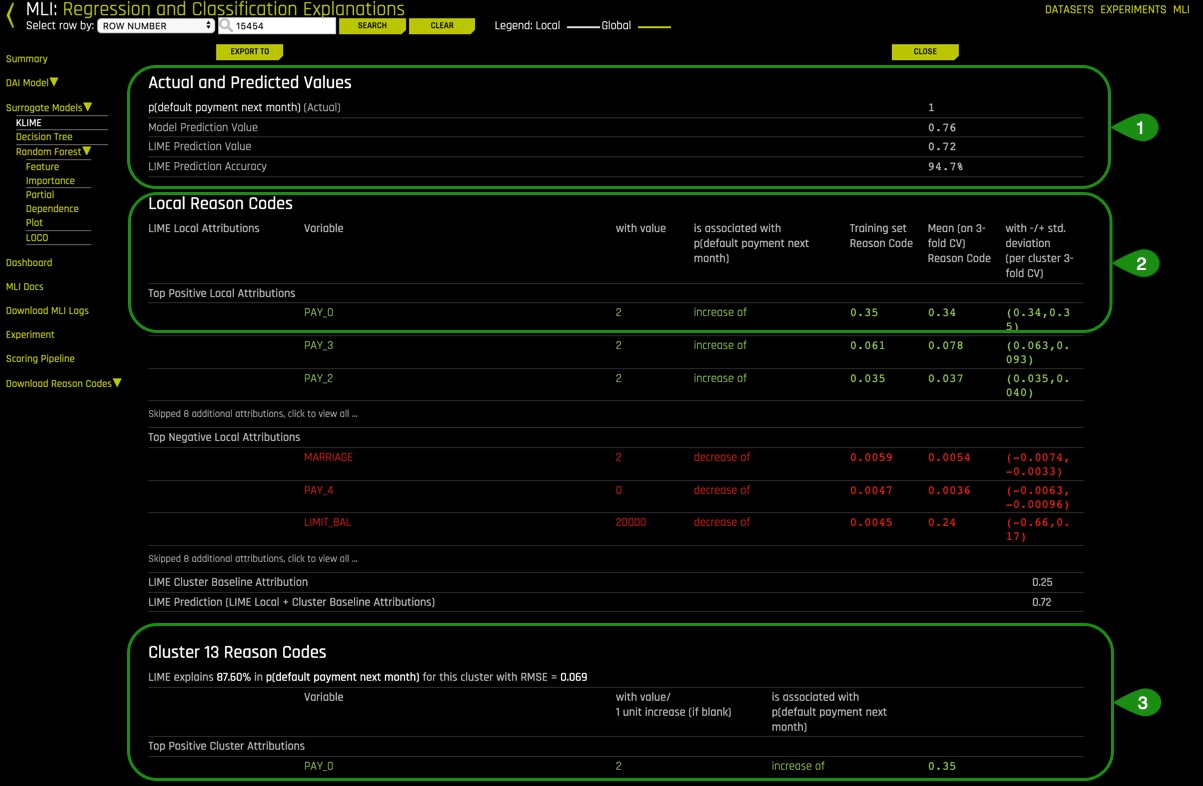 MLI: Regression and Classification Explanations
DATASETS EXPERIMENTS MLI
Select row by: ROW NUMBER 15454 SEARCH CLEAR Legend: Local Global
EXPORT TO CLOSE
Summary
DAI Model
Surrogate Models
KLIME
Decision Tree
Random Forest
Feature
Importance
Partial
Dependence
Plot
LOCO
Dashboard
MLI Docs
Download MLI Logs
Experiment
Scoring Pipeline
Download Reason Codes
Actual and Predicted Values
p(default payment next month) (Actual) 1
Model Prediction Value 0.76
LIME Prediction Value 0.72
LIME Prediction Accuracy 94.7%
1
Local Reason Codes
LIME Local Attributions Variable with value is associated with Training set Mean (on 3- with -/+ std.
p(default payment next Reason Code fold CV) deviation
month) Reason Code (per cluster 3-
fold CV)
2
Top Positive Local Attributions
PAY_0 2 increase of 0.35 0.34 (0.34,0.3
5)
PAY_3 2 increase of 0.061 0.078 (0.063,0.
093)
PAY_2 2 increase of 0.035 0.037 (0.035,0.
040)
Skipped 8 additional attributions, click to view all ...
Top Negative Local Attributions
MARRIAGE 2 decrease of 0.0059 0.0054 (-0.0074,
-0.0033)
PAY_4 0 decrease of 0.0047 0.0036 (-0.0063,
-0.00096)
LIMIT_BAL 20000 decrease of 0.0045 0.24 (-0.66,0.
17)
Skipped 8 additional attributions, click to view all ...
LIME Cluster Baseline Attribution 0.25
LIME Prediction (LIME Local + Cluster Baseline Attributions) 0.72
Cluster 13 Reason Codes
LIME explains 87.60% in p(default payment next month) for this cluster with RMSE = 0.069
Variable with value/ is associated with
1 unit increase (if blank) p(default payment next
month)
3
Top Positive Cluster Attributions
PAY_0 2 increase of 0.35